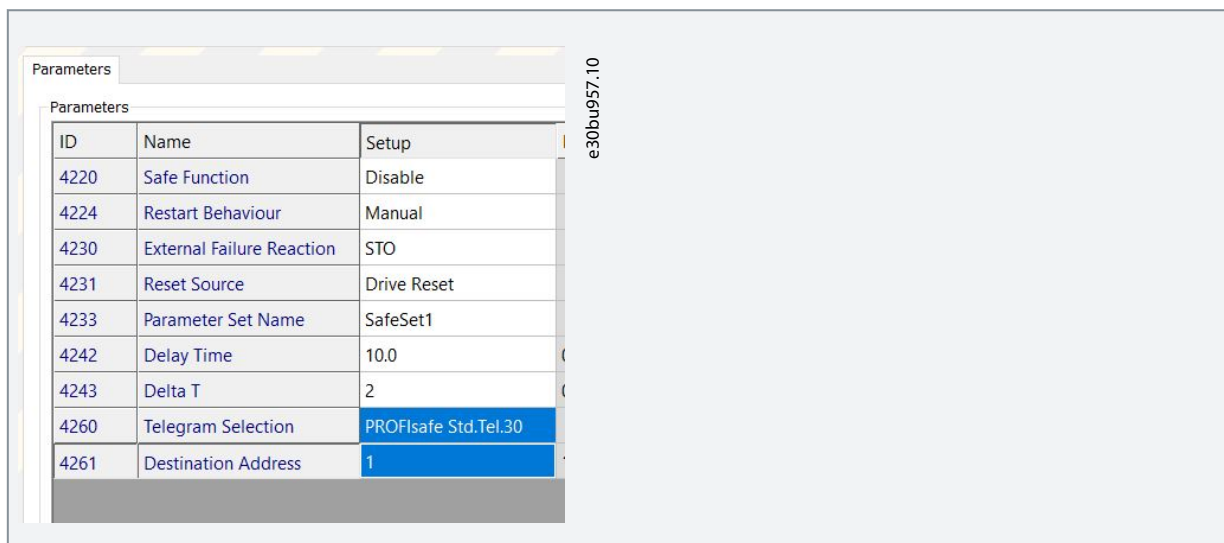 Parameters
Parameters
ID Name Setup
4220 Safe Function Disable
4224 Restart Behaviour Manual
4230 External Failure Reaction STO
4231 Reset Source Drive Reset
4233 Parameter Set Name SafeSet1
4242 Delay Time 10.0
4243 Delta T 2
4260 Telegram Selection PROFIsafe Std.Tel.30
4261 Destination Address 1
e30bu957.10